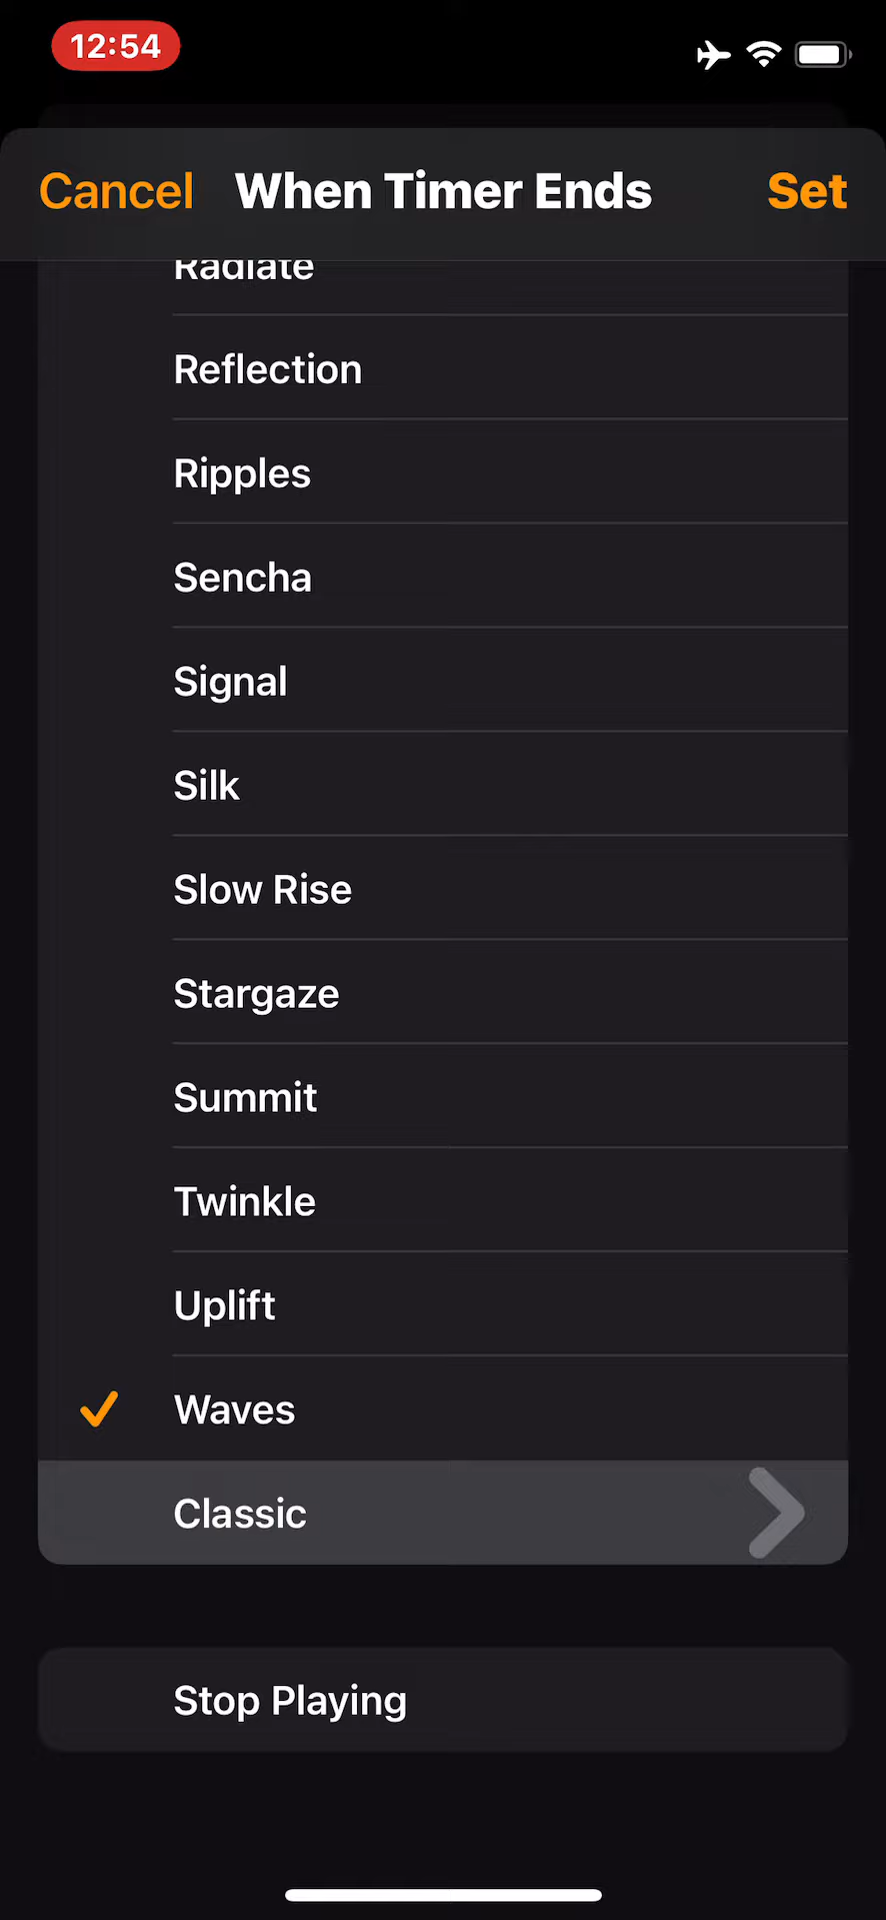 12:54
Cancel When Timer Ends Set
Radiate
Reflection
Ripples
Sencha
Signal
Silk
Slow Rise
Stargaze
Summit
Twinkle
Uplift
Waves
Classic
Stop Playing